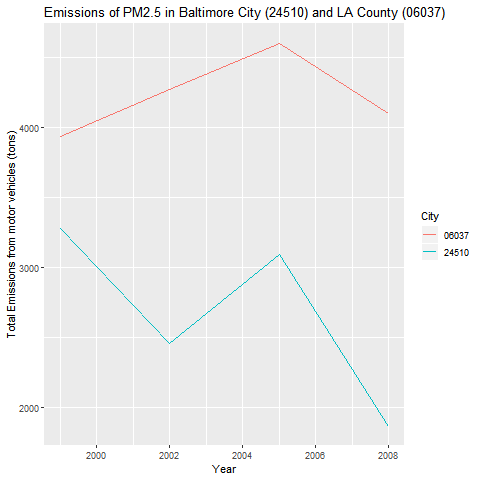 Emissions of PM2.5 in Baltimore City (24510) and LA County (06037)
Total Emissions from motor vehicles (tons)
4000
3000
2000
2000
2002
2004
2006
2008
Year
City
06037
24510